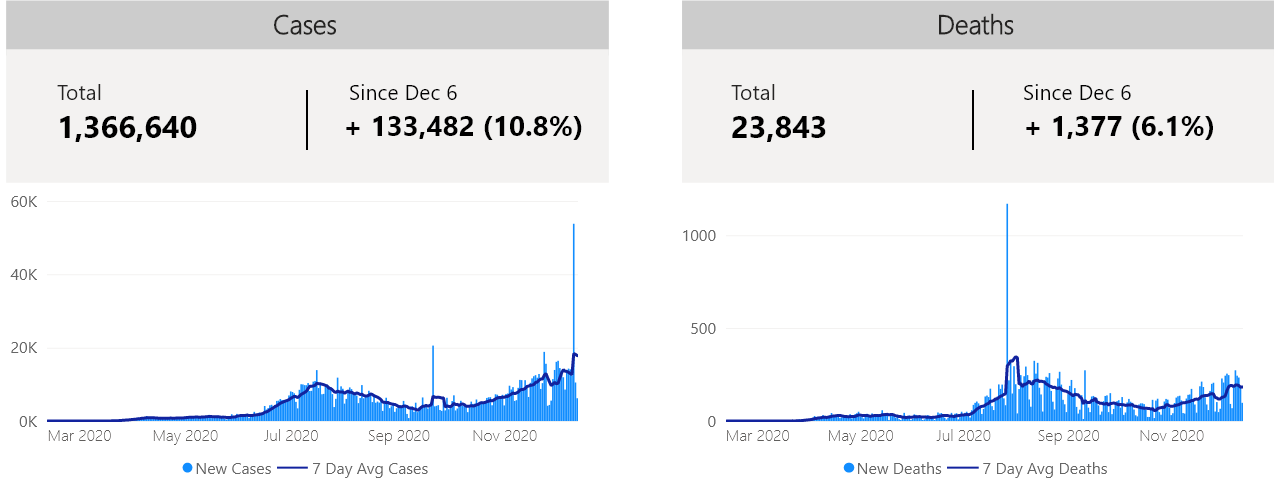 Cases
Total
1,366,640
Since Dec 6
+ 133,482 (10.8%)
60K
40K
20K
0K
Mar 2020 May 2020 Jul 2020 Sep 2020 Nov 2020
New Cases 7 Day Avg Cases
Deaths
Total
23,843
Since Dec 6
+ 1,377 (6.1%)
1000
500
0
Mar 2020 May 2020 Jul 2020 Sep 2020 Nov 2020
New Deaths 7 Day Avg Deaths